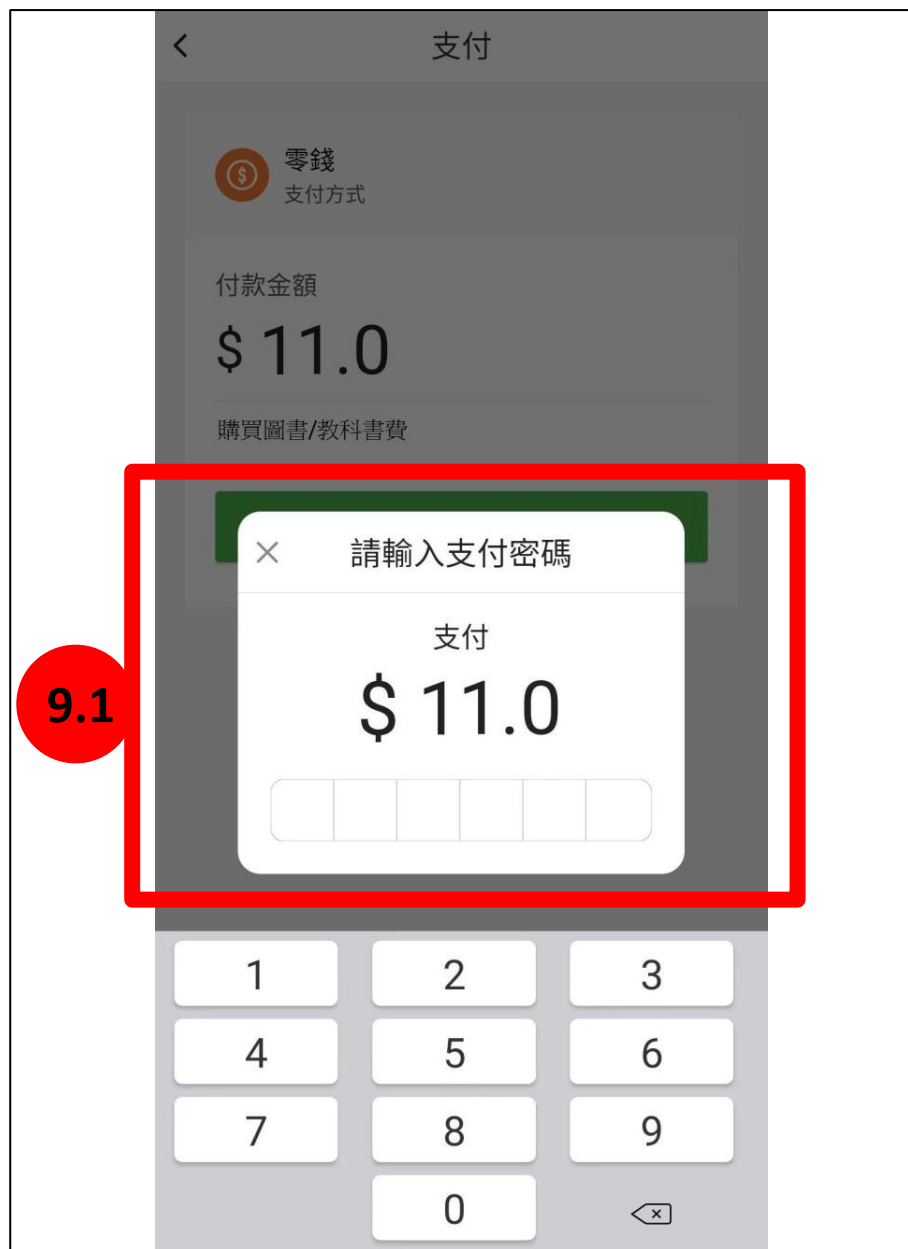 支付
零錢
支付方式
付款金額
$ 11.0
購買圖書/教科書費
請輸入支付密碼
支付
$ 11.0
9.1
1 2 3
4 5 6
7 8 9
0